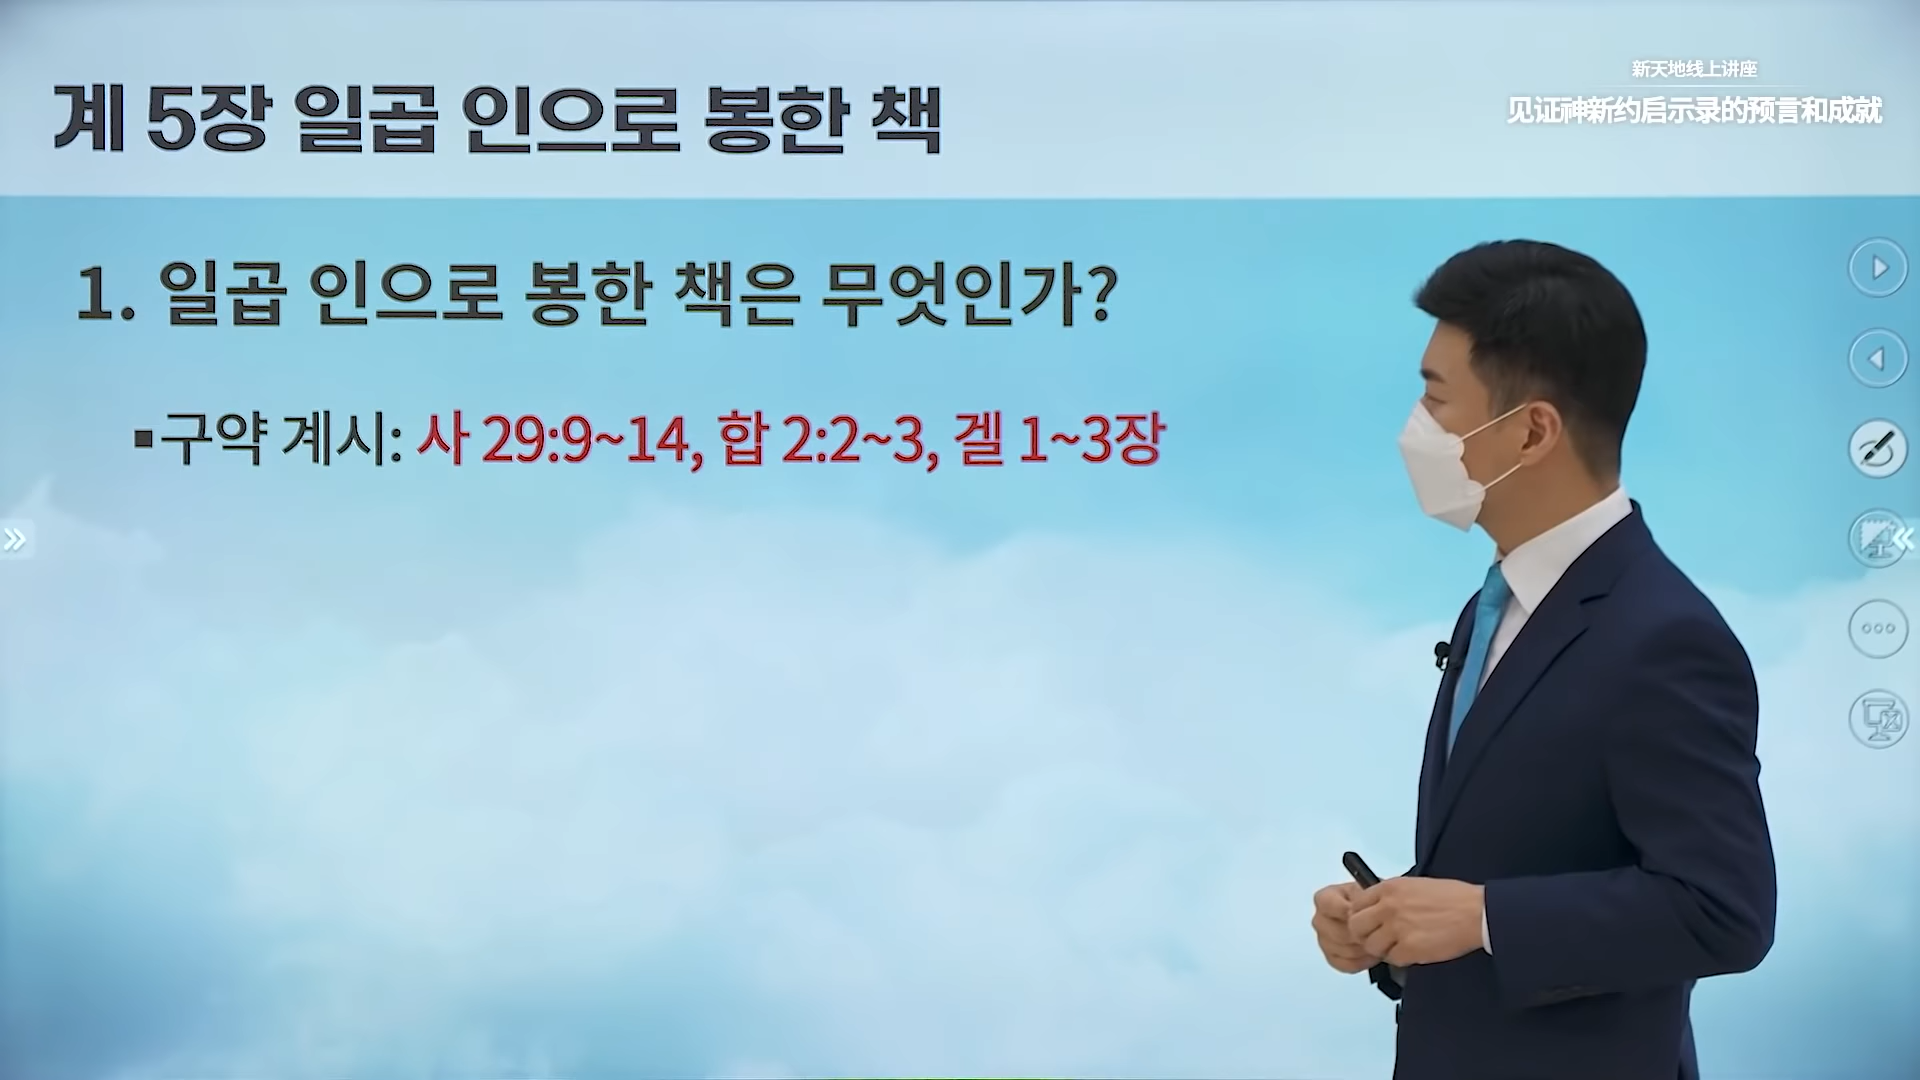 계 5장 일곱 인으로 봉한 책
新天地线上讲座
见证神新约启示录的预言和成就
1. 일곱 인으로 봉한 책은 무엇인가?
▪구약 계시: 사 29:9~14, 합 2:2~3, 겔 1~3장